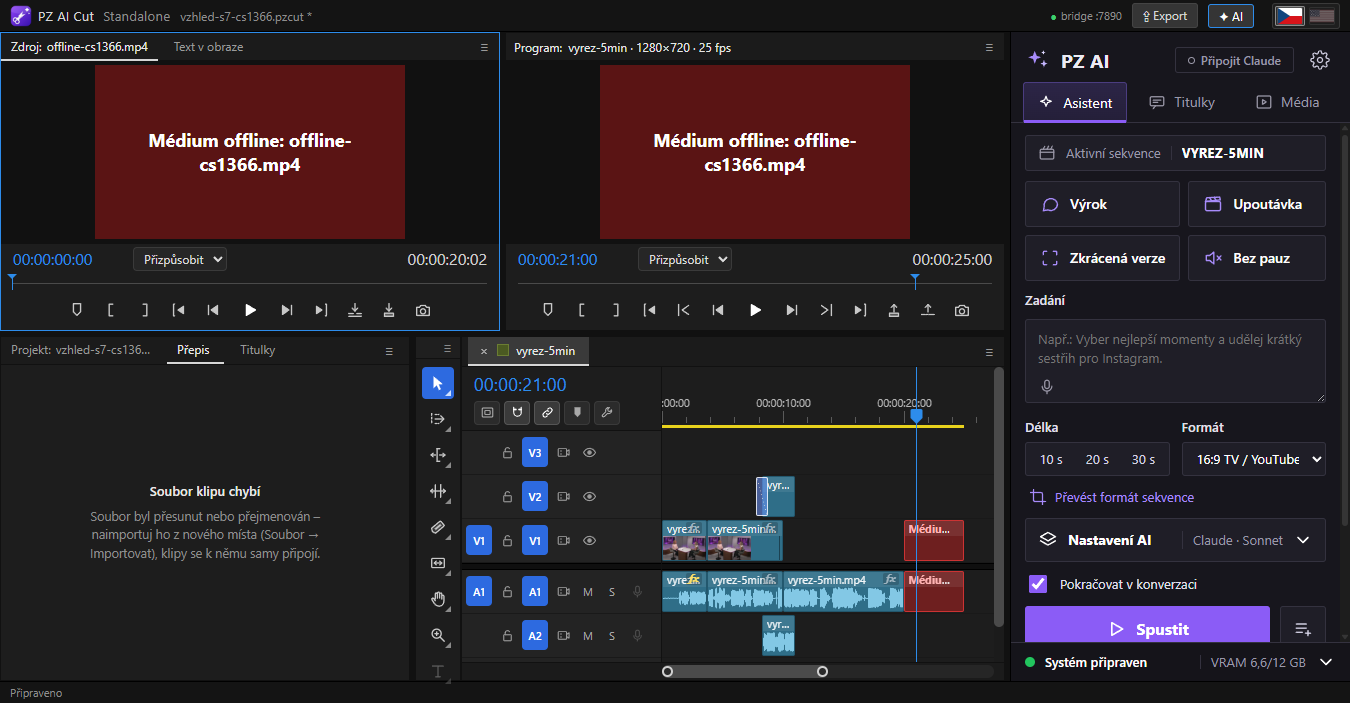 PZ AI Cut Standalone vzhled-s7-cs1366.pzcut *
bridge :7890
Export
AI
Zdroj: offline-cs1366.mp4
Text v obraze
Médium offline: offline-
cs1366.mp4
00:00:00:00
Přizpůsobit
00:00:20:02
Program: vyrez-5min · 1280×720 · 25 fps
Médium offline: offline-
cs1366.mp4
00:00:21:00
Přizpůsobit
00:00:25:00
Projekt: vzhled-s7-cs136...
Přepis
Titulky
Soubor klipu chybí
Soubor byl přesunut nebo přejmenován –
naimportuj ho z nového místa (Soubor →
Importovat), klipy se k němu samy připojí.
vyrez-5min
00:00:21:00
:00:00
00:00:10:00
00:00:20:00
V3
V2
vyr...
V1
V1
vyrez
fx
vyrez-5min
fx
Médiu...
A1
A1
M
S
vyrez
fx
vyrez-5min
fx
vyrez-5min.mp4
fx
Médiu...
A2
M
S
vyr...
T
PZ AI
Připojit Claude
Asistent
Titulky
Média
Aktivní sekvence
VYREZ-5MIN
Výrok
Upoutávka
Zkrácená verze
Bez pauz
Zadání
Např.: Vyber nejlepší momenty a udělej krátký
sestřih pro Instagram.
Délka
Formát
10 s
20 s
30 s
16:9 TV / YouTube
Převést formát sekvence
Nastavení AI
Claude · Sonnet
Pokračovat v konverzaci
Spustit
Systém připraven
VRAM 6,6/12 GB
Připraveno